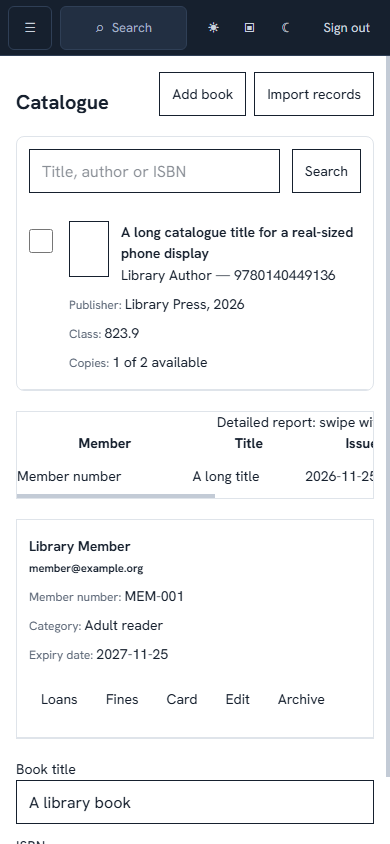 ☰
⌕ Search
☀
▣
☾
Sign out
Catalogue
Add book
Import records
Title, author or ISBN
Search
A long catalogue title for a real-sized
phone display
Library Author — 9780140449136
Publisher: Library Press, 2026
Class: 823.9
Copies: 1 of 2 available
Detailed report: swipe wi
Member Title Issue
Member number A long title 2026-11-25
Library Member
member@example.org
Member number: MEM-001
Category: Adult reader
Expiry date: 2027-11-25
Loans Fines Card Edit Archive
Book title
A library book
ISBN